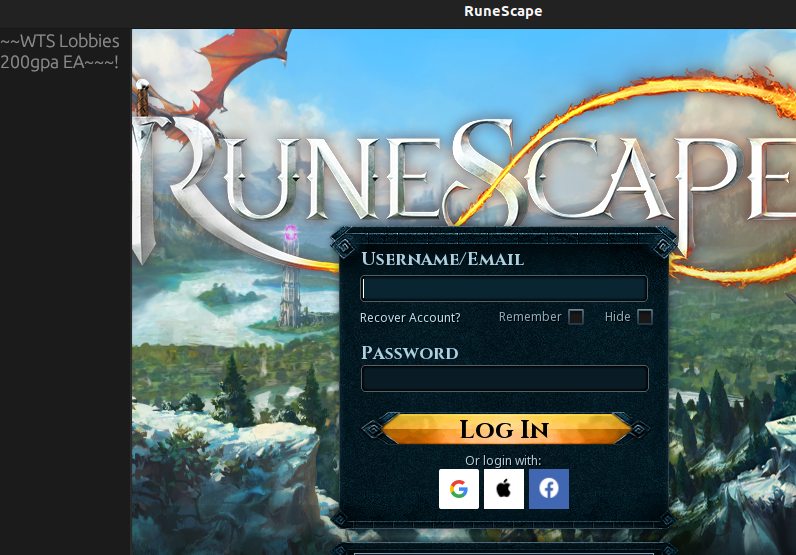 RuneScape
~~WTS Lobbies
200gpa EA~~~!
RUNESCAPE
USERNAME/EMAIL
Recover Account?
Remember
Hide
PASSWORD
LOG IN
Or login with: